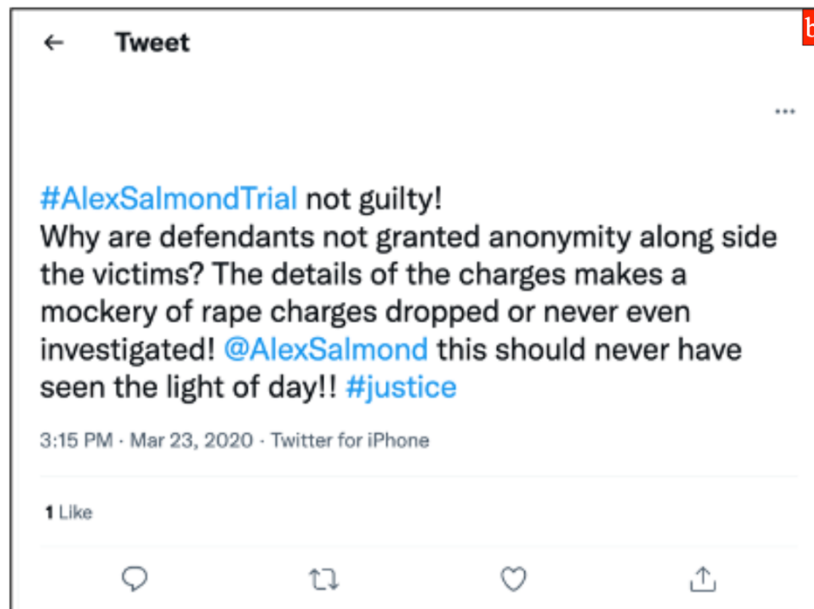 b
Tweet
#AlexSalmondTrial not guilty!
Why are defendants not granted anonymity along side
the victims? The details of the charges makes a
mockery of rape charges dropped or never even
investigated! @AlexSalmond this should never have
seen the light of day!! #justice
3:15 PM · Mar 23, 2020 · Twitter for iPhone
1 Like